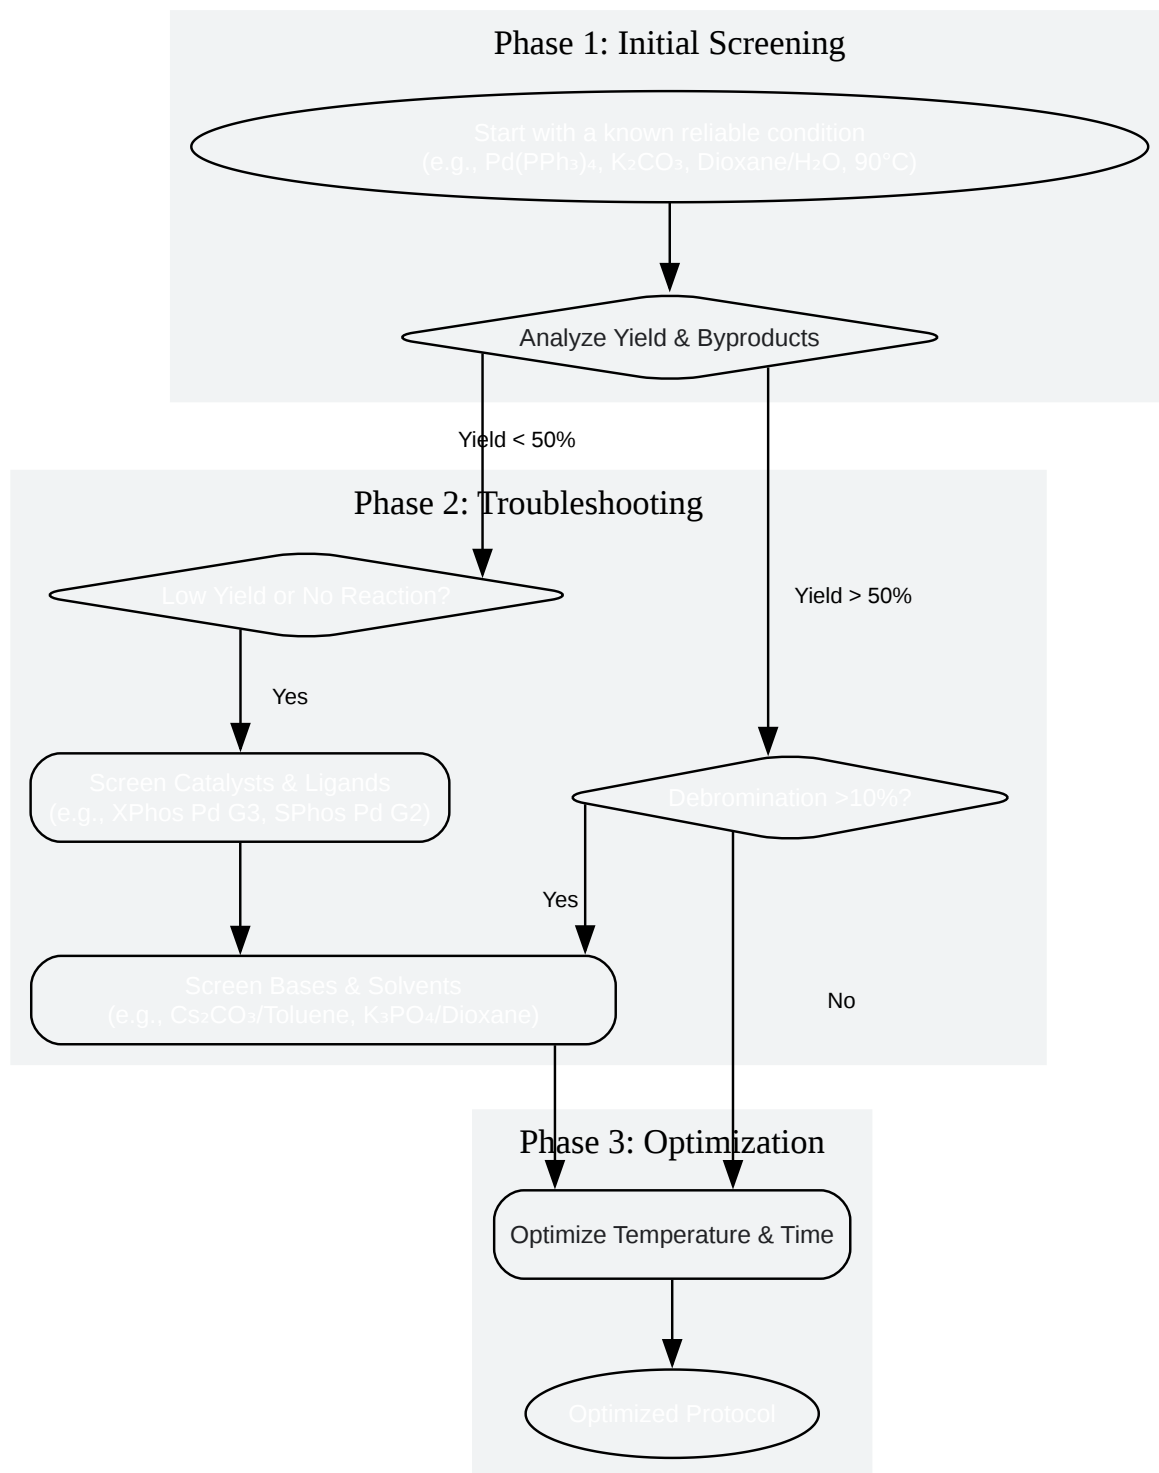 Phase 1: Initial Screening
Start with a known reliable condition
(e.g., Pd(PPh₃)₄, K₂CO₃, Dioxane/H₂O, 90°C)
Analyze Yield & Byproducts
Yield < 50%
Phase 2: Troubleshooting
Low Yield or No Reaction?
Yield > 50%
Yes
Screen Catalysts & Ligands
(e.g., XPhos Pd G3, SPhos Pd G2)
Debromination >10%?
Yes
Screen Bases & Solvents
(e.g., Cs₂CO₃/Toluene, K₃PO₄/Dioxane)
No
Phase 3: Optimization
Optimize Temperature & Time
Optimized Protocol